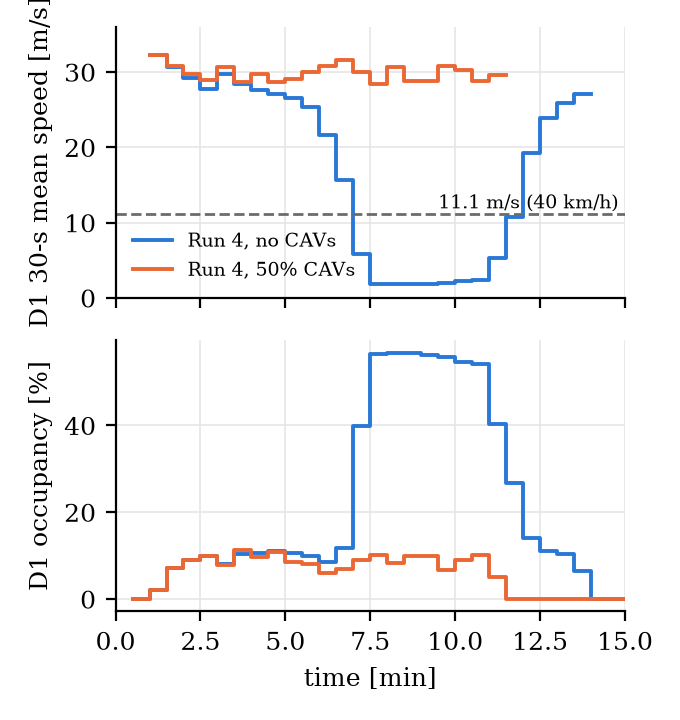 D1 30-s mean speed [m/s]
30
20
10
0
11.1 m/s (40 km/h)
Run 4, no CAVs
Run 4, 50% CAVs
D1 occupancy [%]
40
20
0
0.0 2.5 5.0 7.5 10.0 12.5 15.0
time [min]